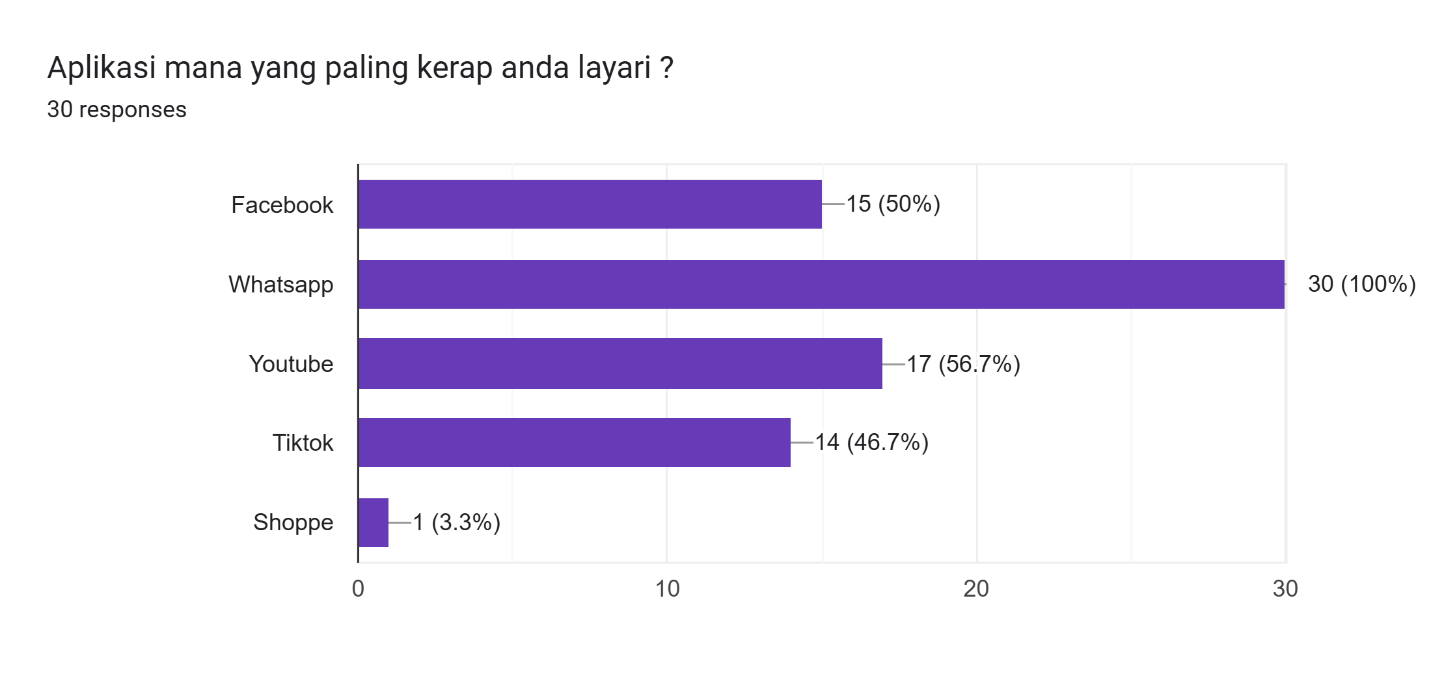 Aplikasi mana yang paling kerap anda layari ?
30 responses
Facebook
15 (50%)
Whatsapp
30 (100%)
Youtube
17 (56.7%)
Tiktok
14 (46.7%)
Shoppe
1 (3.3%)
0
10
20
30